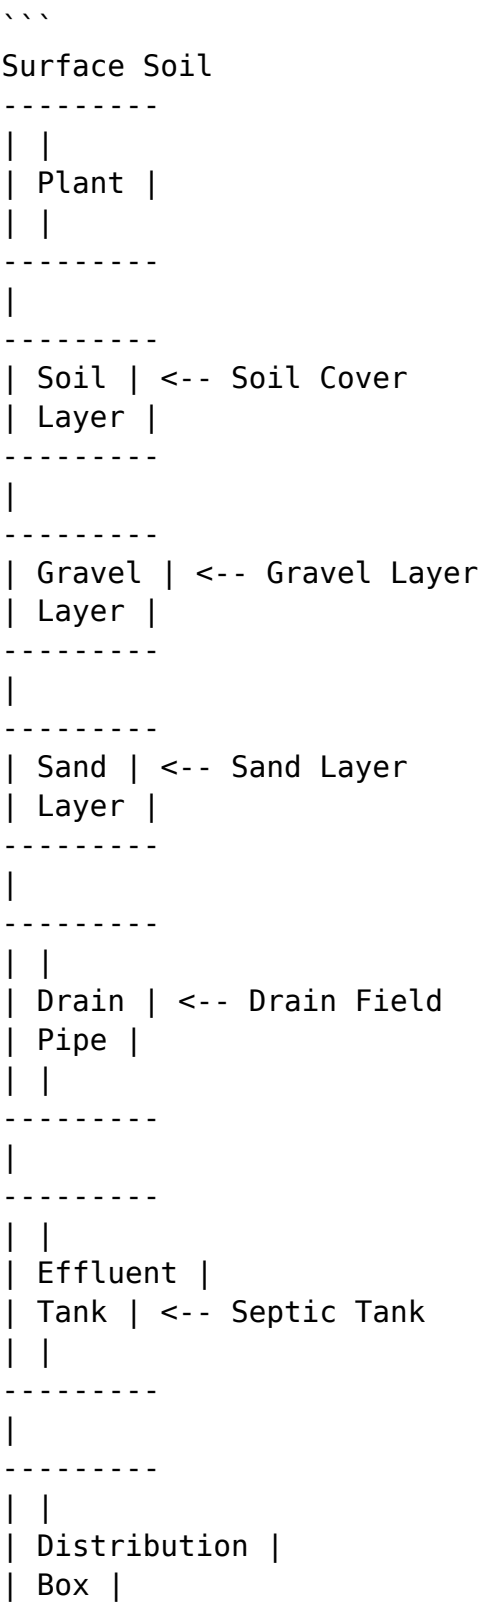 ```
Surface Soil
---------
| |
| Plant |
| |
---------
|
---------
| Soil | <-- Soil Cover
| Layer |
---------
|
---------
| Gravel | <-- Gravel Layer
| Layer |
---------
|
---------
| Sand | <-- Sand Layer
| Layer |
---------
|
---------
| |
| Drain | <-- Drain Field
| Pipe |
| |
---------
|
---------
| |
| Effluent |
| Tank | <-- Septic Tank
| |
---------
|
---------
| |
| Distribution |
| Box |